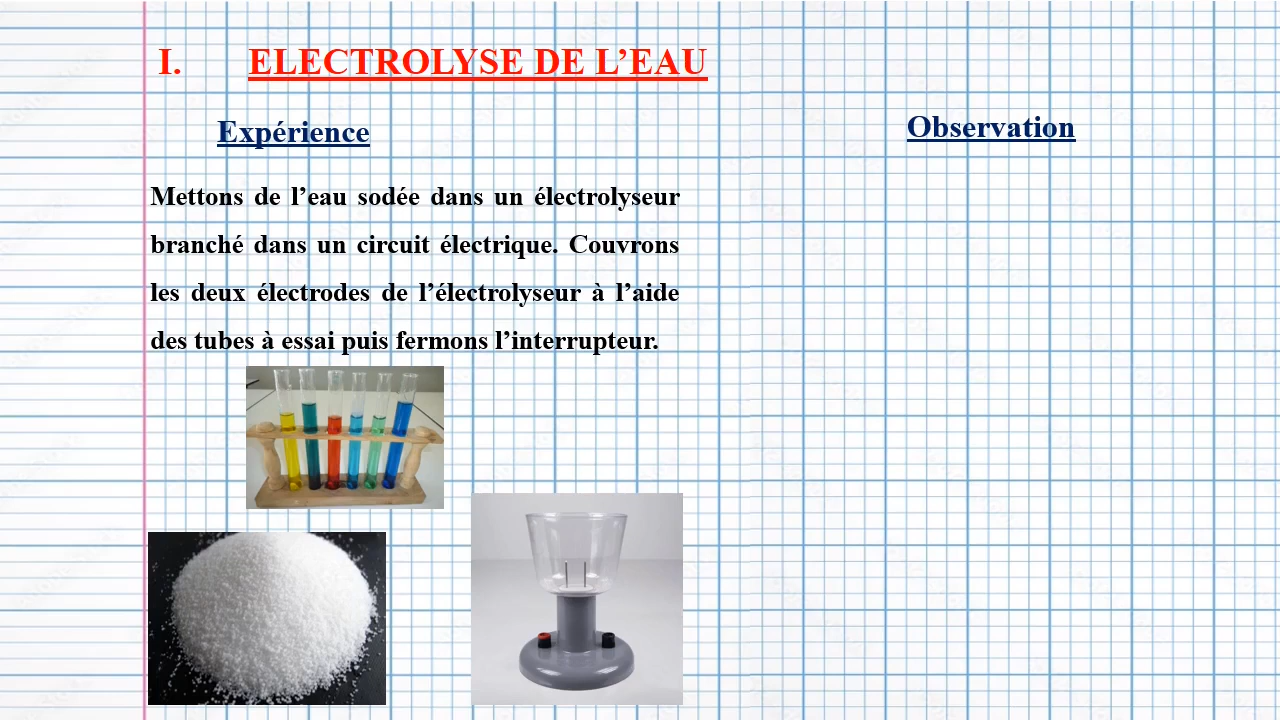 I. ELECTROLYSE DE L’EAU
Expérience
Mettons de l’eau sodée dans un électrolyseur
branché dans un circuit électrique. Couvrons
les deux électrodes de l’électrolyseur à l’aide
des tubes à essai puis fermons l’interrupteur.
Observation